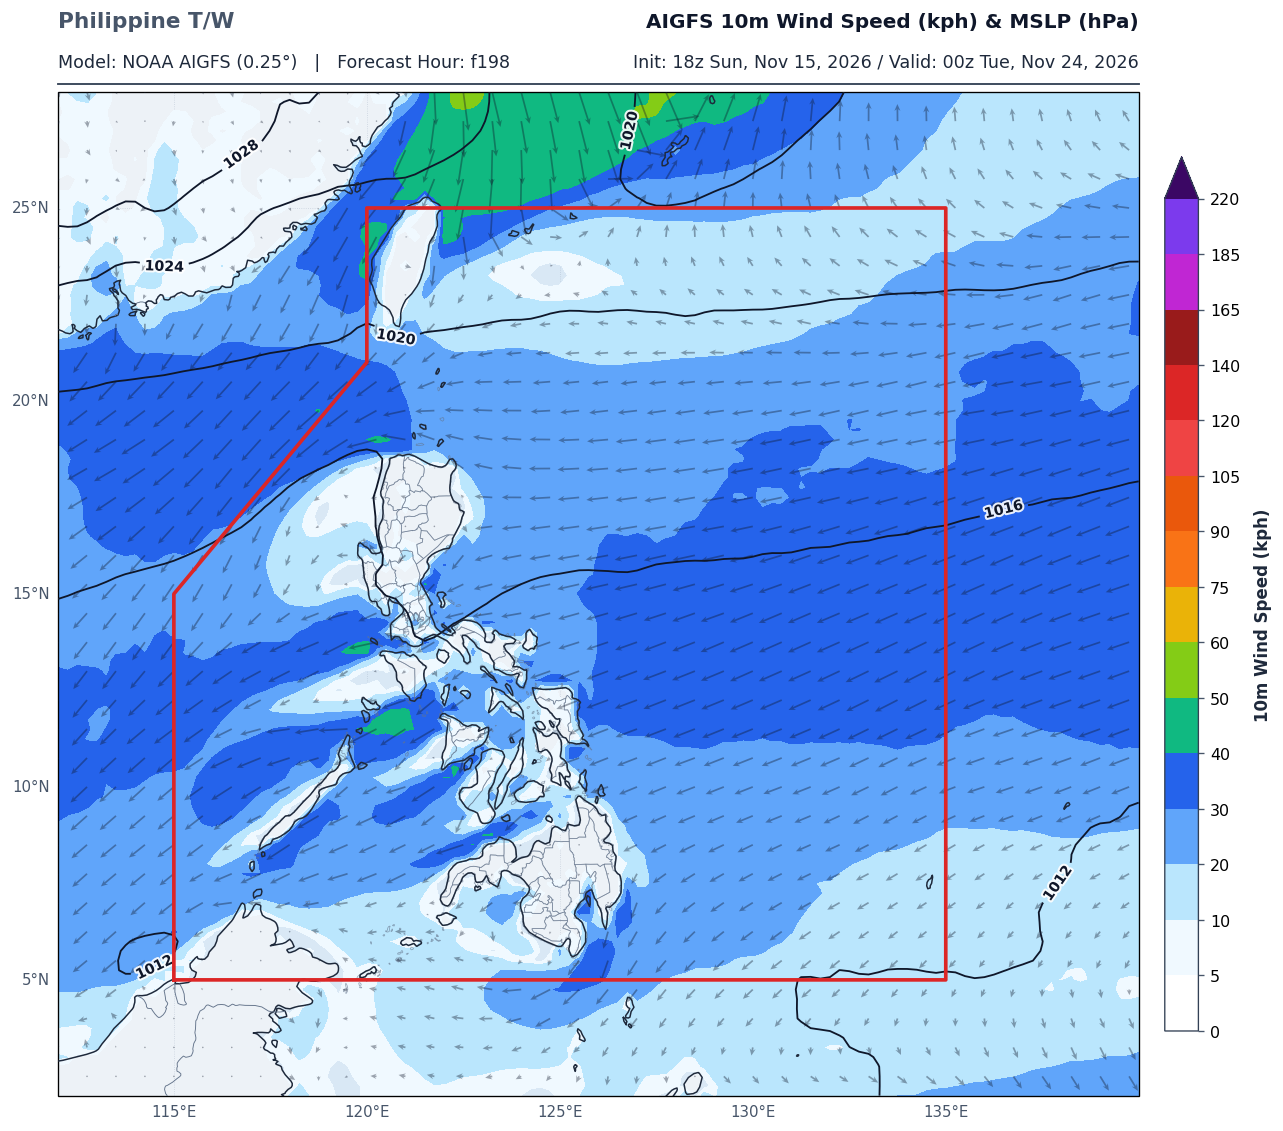 Philippine T/W
AIGFS 10m Wind Speed (kph) & MSLP (hPa)
Model: NOAA AIGFS (0.25°)   |   Forecast Hour: f198
Init: 18z Sun, Nov 15, 2026 / Valid: 00z Tue, Nov 24, 2026
1028
1020
1024
1020
1016
1012
1012
25°N
20°N
15°N
10°N
5°N
115°E
120°E
125°E
130°E
135°E
220
185
165
140
120
105
90
75
60
50
40
30
20
10
5
0
10m Wind Speed (kph)